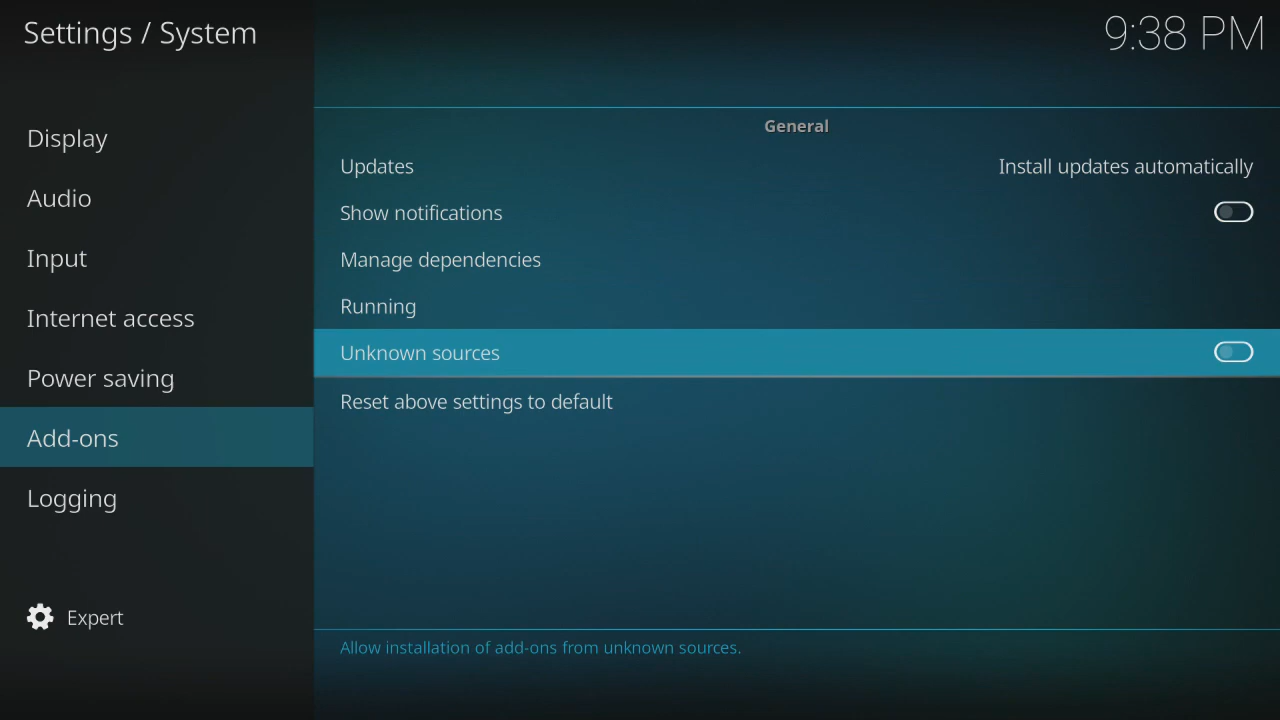 Settings / System
9:38 PM
Display
Audio
Input
Internet access
Power saving
Add-ons
Logging
Expert
General
Updates Install updates automatically
Show notifications
Manage dependencies
Running
Unknown sources
Reset above settings to default
Allow installation of add-ons from unknown sources.